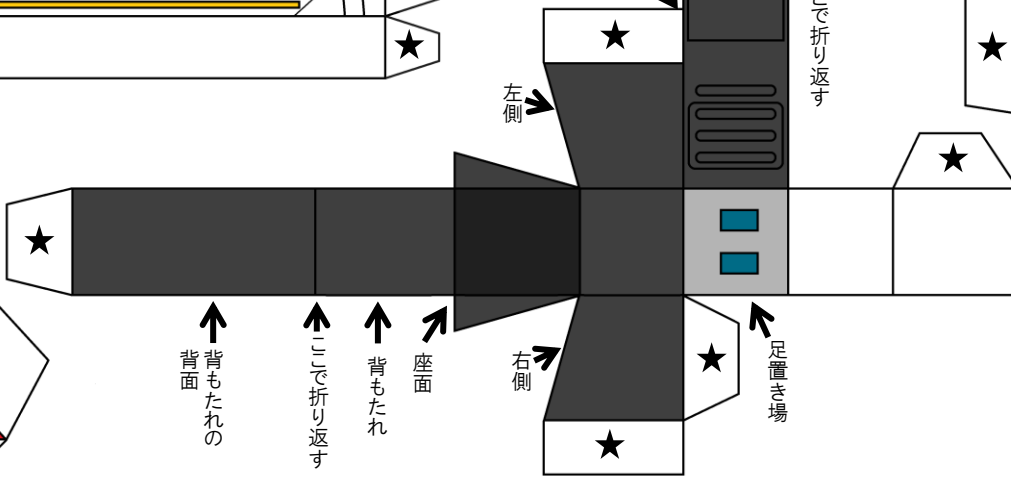 こで折り返す
左側
背もたれの
背面
ここで折り返す
背もたれ
座面
右側
足置き場